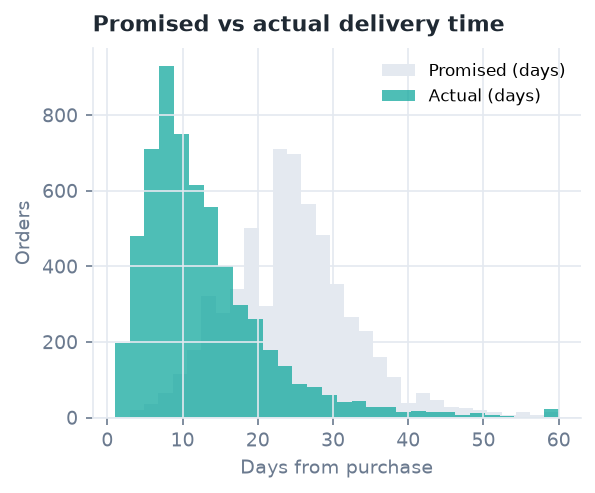 Promised vs actual delivery time
Promised (days)
Actual (days)
Orders
800
600
400
200
0
0 10 20 30 40 50 60
Days from purchase